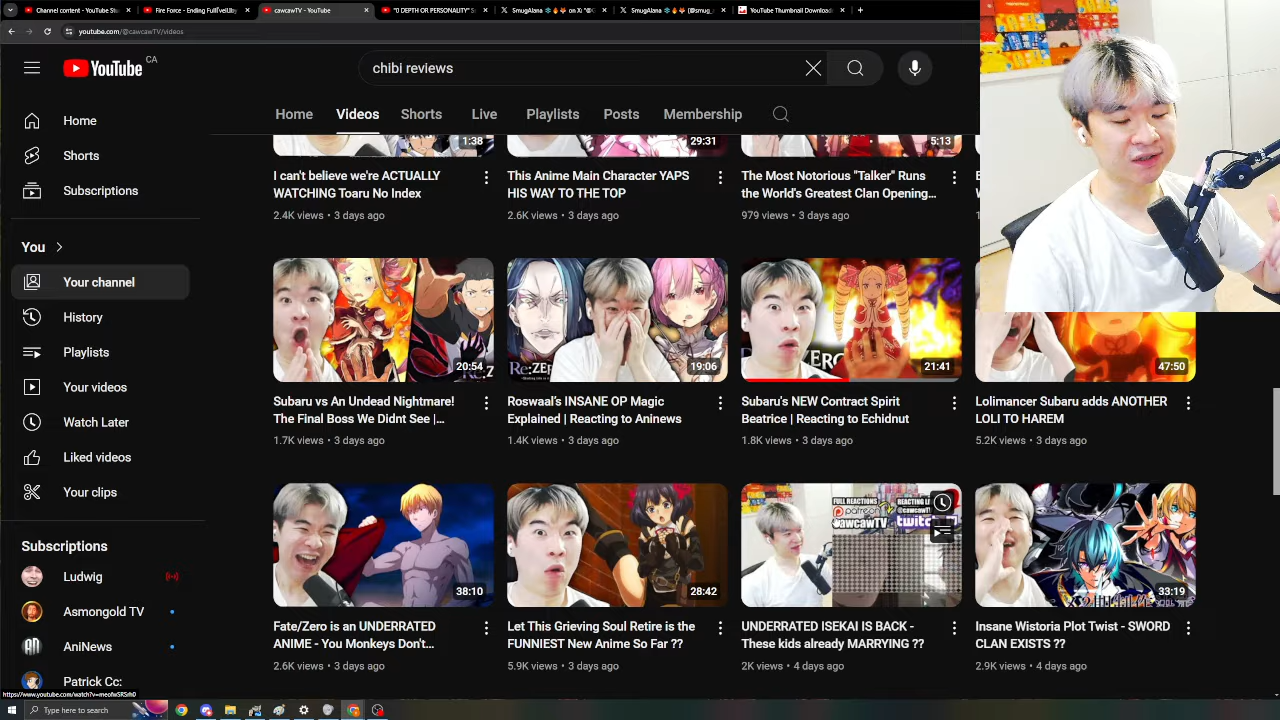 Channel content - YouTube Stu
Fire Force - Ending Full
cawcawTV - YouTube
"0 DEPTH OR PERSONALITY"
SmugAlana
SmugAlana
(@smug_
YouTube Thumbnail Download
youtube.com/@cawcawTV/videos
YouTube CA
chibi reviews
Home
Videos
Shorts
Live
Playlists
Posts
Membership
Home
Shorts
Subscriptions
You
Your channel
History
Playlists
Your videos
Watch Later
Liked videos
Your clips
Subscriptions
Ludwig
Asmongold TV
AniNews
Patrick Cc:
1:38
29:31
5:13
I can't believe we're ACTUALLY
WATCHING Toaru No Index
2.4K views • 3 days ago
This Anime Main Character YAPS
HIS WAY TO THE TOP
2.6K views • 3 days ago
The Most Notorious "Talker" Runs
the World's Greatest Clan Opening...
979 views • 3 days ago
20:54
Re:ZERO
19:06
21:41
47:50
Subaru vs An Undead Nightmare!
The Final Boss We Didnt See |...
1.7K views • 3 days ago
Roswaal's INSANE OP Magic
Explained | Reacting to Aninews
1.4K views • 3 days ago
Subaru's NEW Contract Spirit
Beatrice | Reacting to Echidnut
1.8K views • 3 days ago
Lolimancer Subaru adds ANOTHER
LOLI TO HAREM
5.2K views • 3 days ago
38:10
28:42
FULL REACTIONS
patreon
cawcawTV
@cawcawTV
twitch
33:19
Fate/Zero is an UNDERRATED
ANIME - You Monkeys Don't...
2.6K views • 3 days ago
Let This Grieving Soul Retire is the
FUNNIEST New Anime So Far ??
5.9K views • 3 days ago
UNDERRATED ISEKAI IS BACK -
These kids already MARRYING ??
2K views • 4 days ago
Insane Wistoria Plot Twist - SWORD
CLAN EXISTS ??
2.9K views • 4 days ago
Type here to search